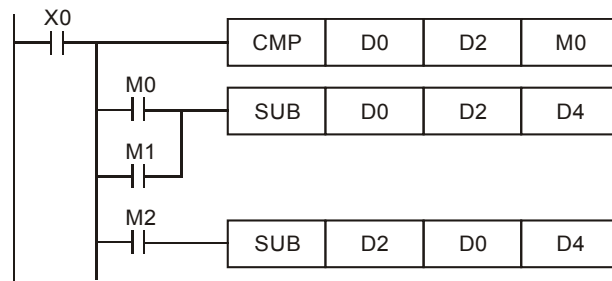 X0
CMP D0 D2 M0
M0
SUB D0 D2 D4
M1
M2
SUB D2 D0 D4